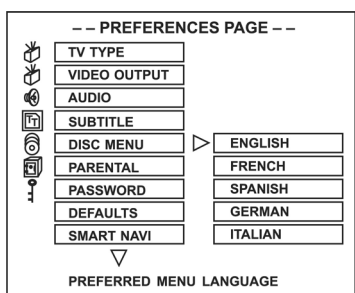 -- PREFERENCES PAGE --
TV TYPE
VIDEO OUTPUT
AUDIO
TT SUBTITLE
DISC MENU
PARENTAL
PASSWORD
DEFAULTS
SMART NAVI
ENGLISH
FRENCH
SPANISH
GERMAN
ITALIAN
PREFERRED MENU LANGUAGE